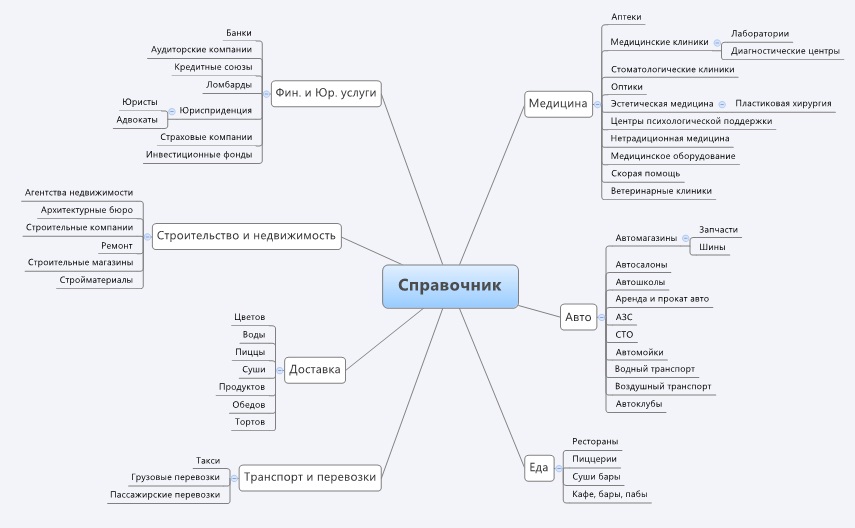 Справочник
Фин. и Юр. услуги
Банки
Аудиторские компании
Кредитные союзы
Ломбарды
Юрисприденция
Юристы
Адвокаты
Страховые компании
Инвестиционные фонды
Строительство и недвижимость
Агентства недвижимости
Архитектурные бюро
Строительные компании
Ремонт
Строительные магазины
Стройматериалы
Доставка
Цветов
Воды
Пиццы
Суши
Продуктов
Обедов
Тортов
Транспорт и перевозки
Такси
Грузовые перевозки
Пассажирские перевозки
Медицина
Аптеки
Медицинские клиники
Лаборатории
Диагностические центры
Стоматологические клиники
Оптики
Эстетическая медицина
Пластиковая хирургия
Центры психологической поддержки
Нетрадиционная медицина
Медицинское оборудование
Скорая помощь
Ветеринарные клиники
Авто
Автомагазины
Запчасти
Шины
Автосалоны
Автошколы
Аренда и прокат авто
АЗС
СТО
Автомойки
Водный транспорт
Воздушный транспорт
Автоклубы
Еда
Рестораны
Пиццерии
Суши бары
Кафе, бары, пабы